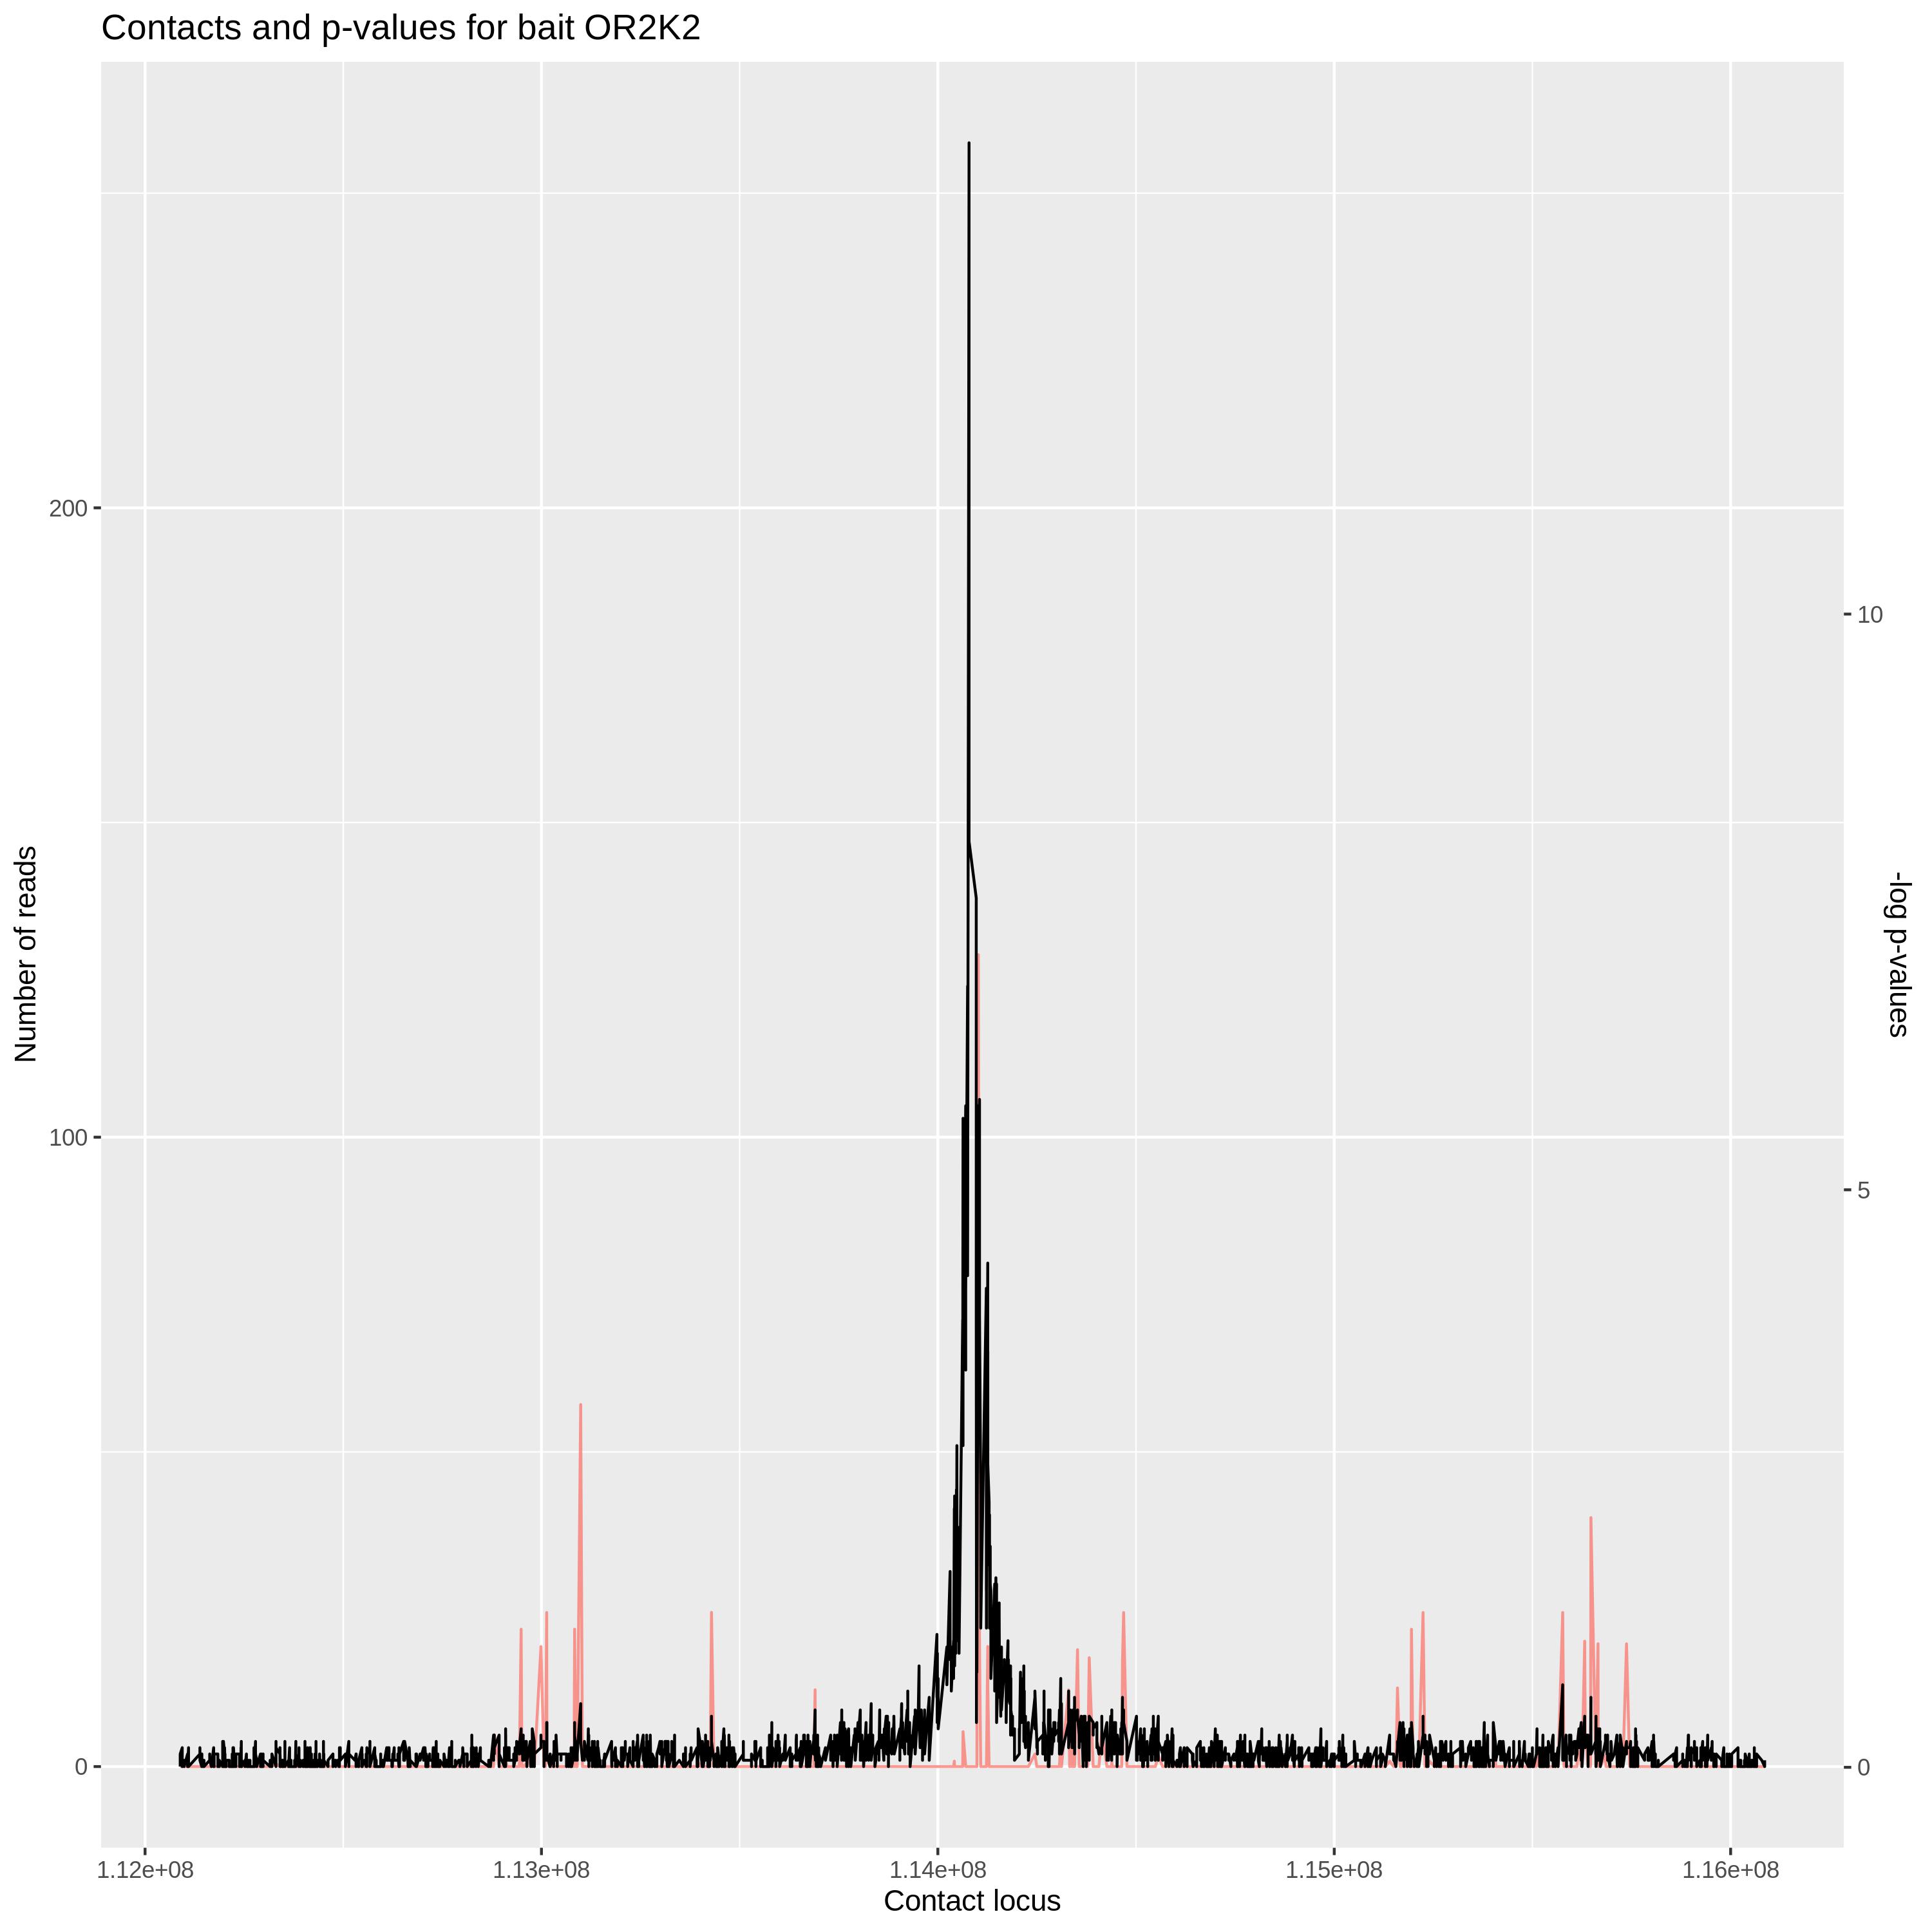 Contacts and p-values for bait OR2K2
Number of reads
200
100
0
-log p-values
10
5
0
1.12e+08
1.13e+08
1.14e+08
1.15e+08
1.16e+08
Contact locus